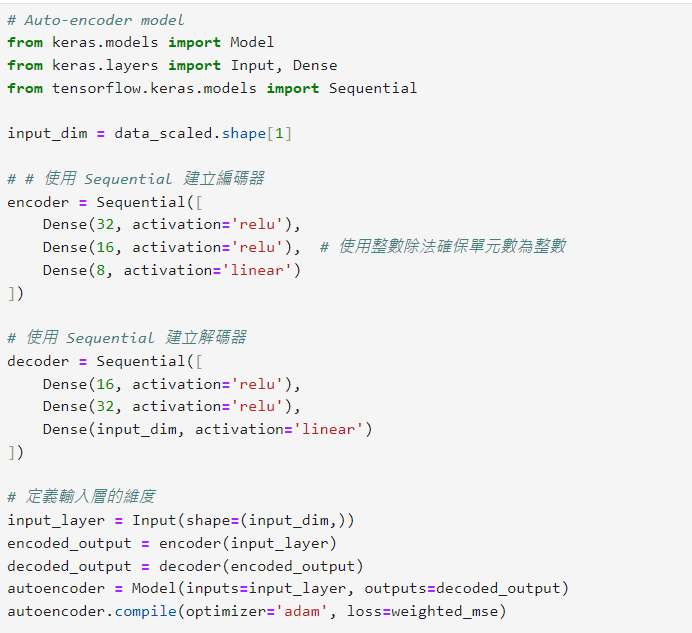 # Auto-encoder model
from keras.models import Model
from keras.layers import Input, Dense
from tensorflow.keras.models import Sequential
input_dim = data_scaled.shape[1]
# # 使用 Sequential 建立編碼器
encoder = Sequential([
    Dense(32, activation='relu'),
    Dense(16, activation='relu'),  # 使用整數除法確保單元數為整數
    Dense(8, activation='linear')
])
# 使用 Sequential 建立解碼器
decoder = Sequential([
    Dense(16, activation='relu'),
    Dense(32, activation='relu'),
    Dense(input_dim, activation='linear')
])
# 定義輸入層的維度
input_layer = Input(shape=(input_dim,))
encoded_output = encoder(input_layer)
decoded_output = decoder(encoded_output)
autoencoder = Model(inputs=input_layer, outputs=decoded_output)
autoencoder.compile(optimizer='adam', loss=weighted_mse)